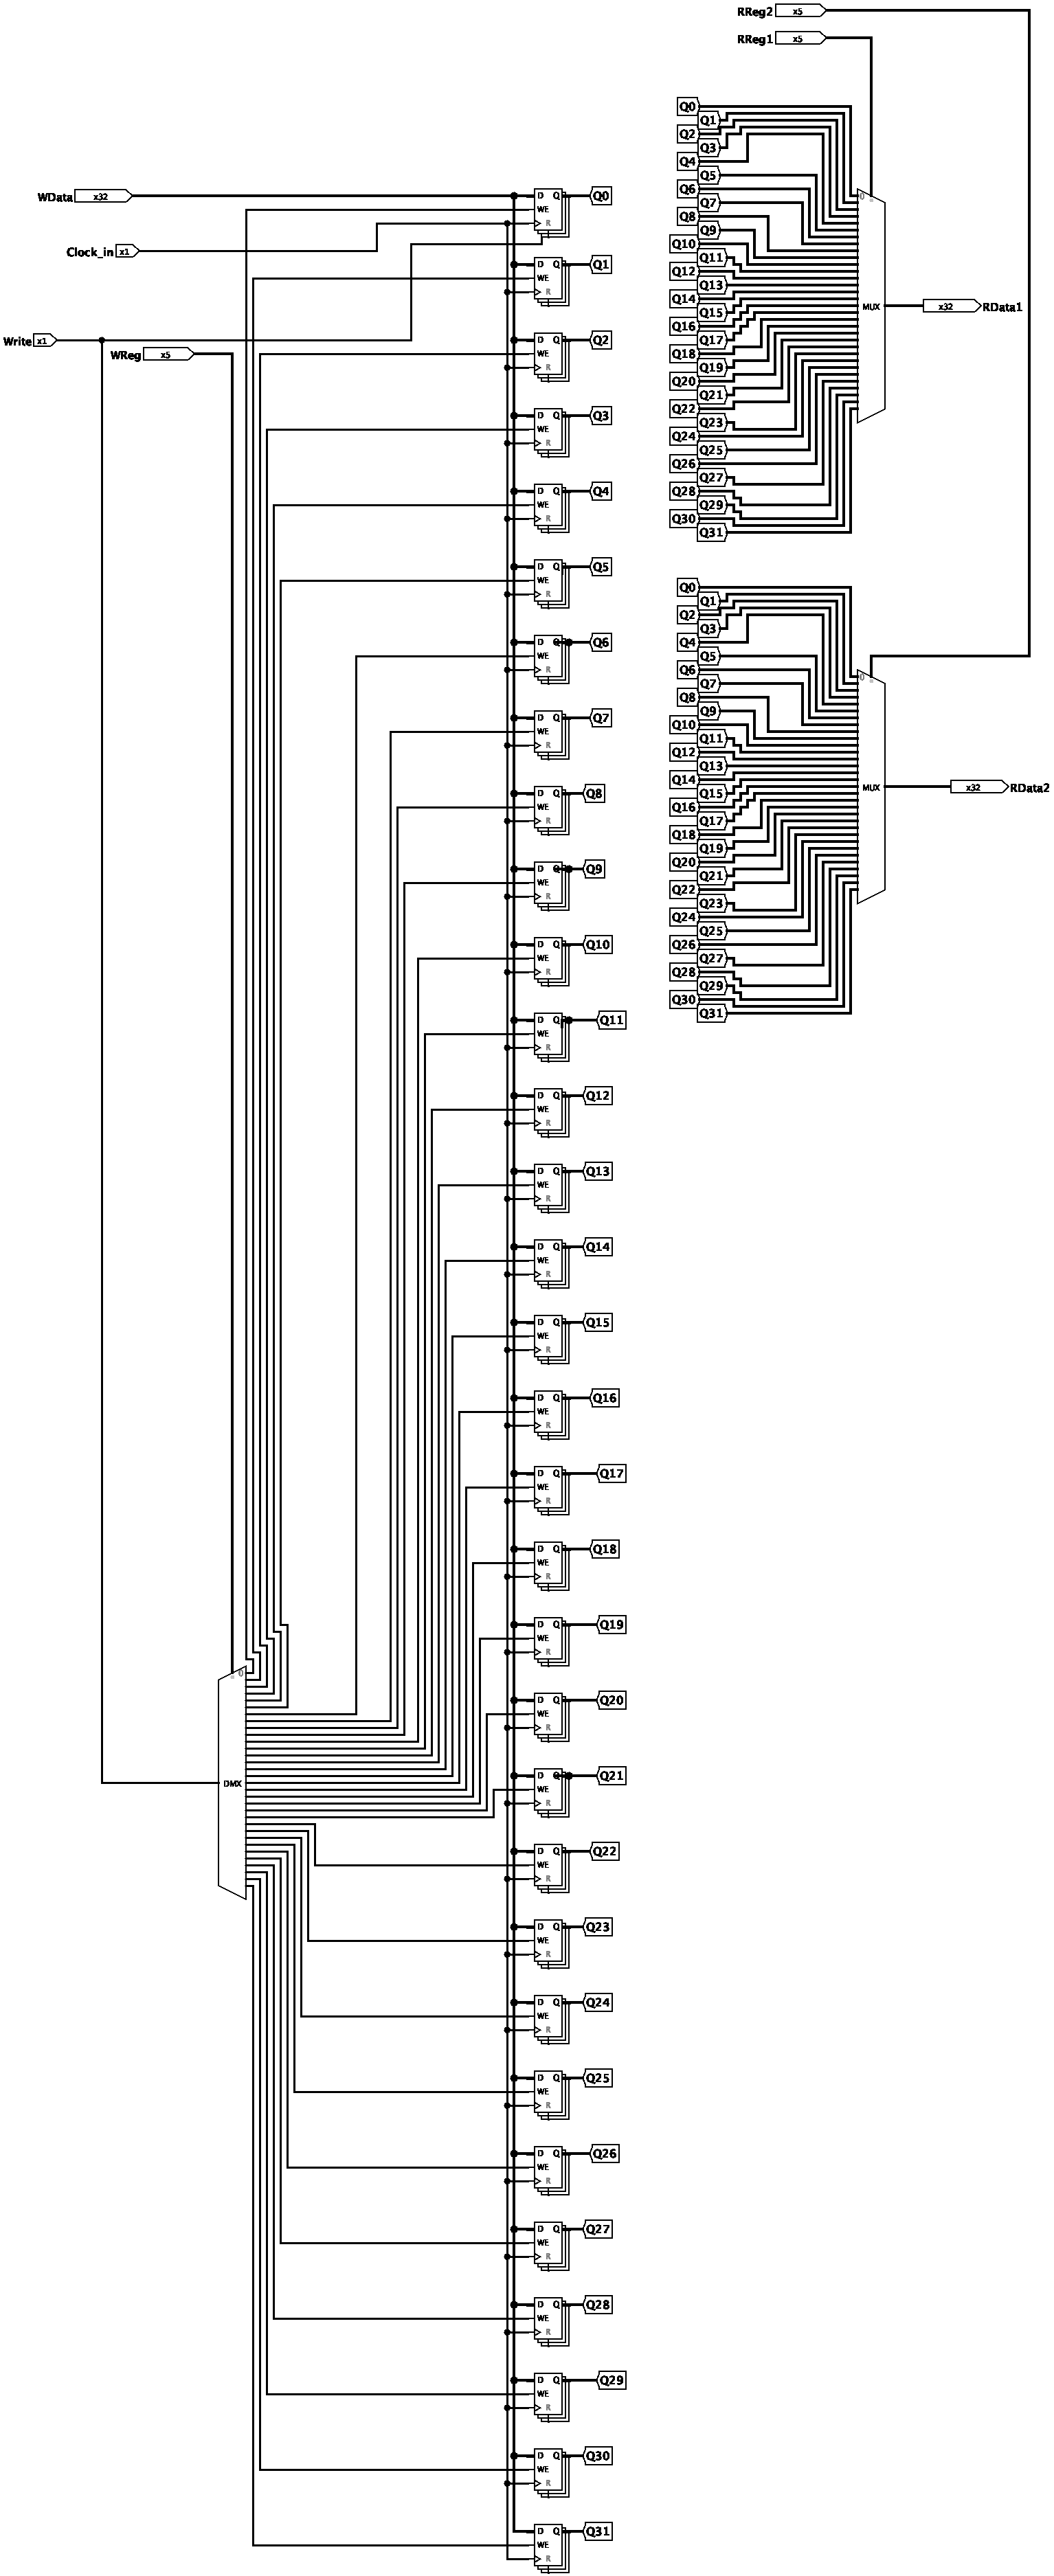 RReg2 x5
RReg1 x5
WData x32
Clock_in x1
Write x1
WReg x5
0
DMX
D Q Q0
WE
R
D Q Q1
WE
R
D Q Q2
WE
R
D Q Q3
WE
R
D Q Q4
WE
R
D Q Q5
WE
R
D Q Q6
WE
R
D Q Q7
WE
R
D Q Q8
WE
R
D Q Q9
WE
R
D Q Q10
WE
R
D Q Q11
WE
R
D Q Q12
WE
R
D Q Q13
WE
R
D Q Q14
WE
R
D Q Q15
WE
R
D Q Q16
WE
R
D Q Q17
WE
R
D Q Q18
WE
R
D Q Q19
WE
R
D Q Q20
WE
R
D Q Q21
WE
R
D Q Q22
WE
R
D Q Q23
WE
R
D Q Q24
WE
R
D Q Q25
WE
R
D Q Q26
WE
R
D Q Q27
WE
R
D Q Q28
WE
R
D Q Q29
WE
R
D Q Q30
WE
R
D Q Q31
WE
R
Q0
Q1
Q2
Q3
Q4
Q5
Q6
Q7
Q8
Q9
Q10
Q11
Q12
Q13
Q14
Q15
Q16
Q17
Q18
Q19
Q20
Q21
Q22
Q23
Q24
Q25
Q26
Q27
Q28
Q29
Q30
Q31
0
MUX
x32 RData1
Q0
Q1
Q2
Q3
Q4
Q5
Q6
Q7
Q8
Q9
Q10
Q11
Q12
Q13
Q14
Q15
Q16
Q17
Q18
Q19
Q20
Q21
Q22
Q23
Q24
Q25
Q26
Q27
Q28
Q29
Q30
Q31
0
MUX
x32 RData2